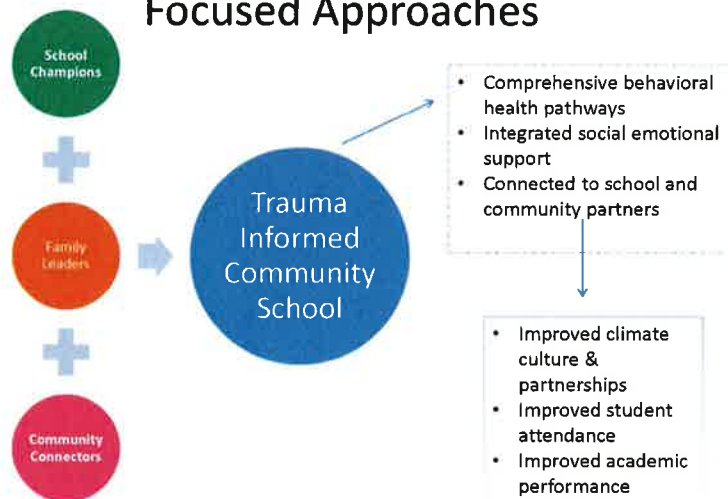 Focused Approaches
School
Champions
Family
Leaders
Community
Connectors
Trauma
Informed
Community
School
• Comprehensive behavioral
health pathways
• Integrated social emotional
support
• Connected to school and
community partners
• Improved climate
culture &
partnerships
• Improved student
attendance
• Improved academic
performance